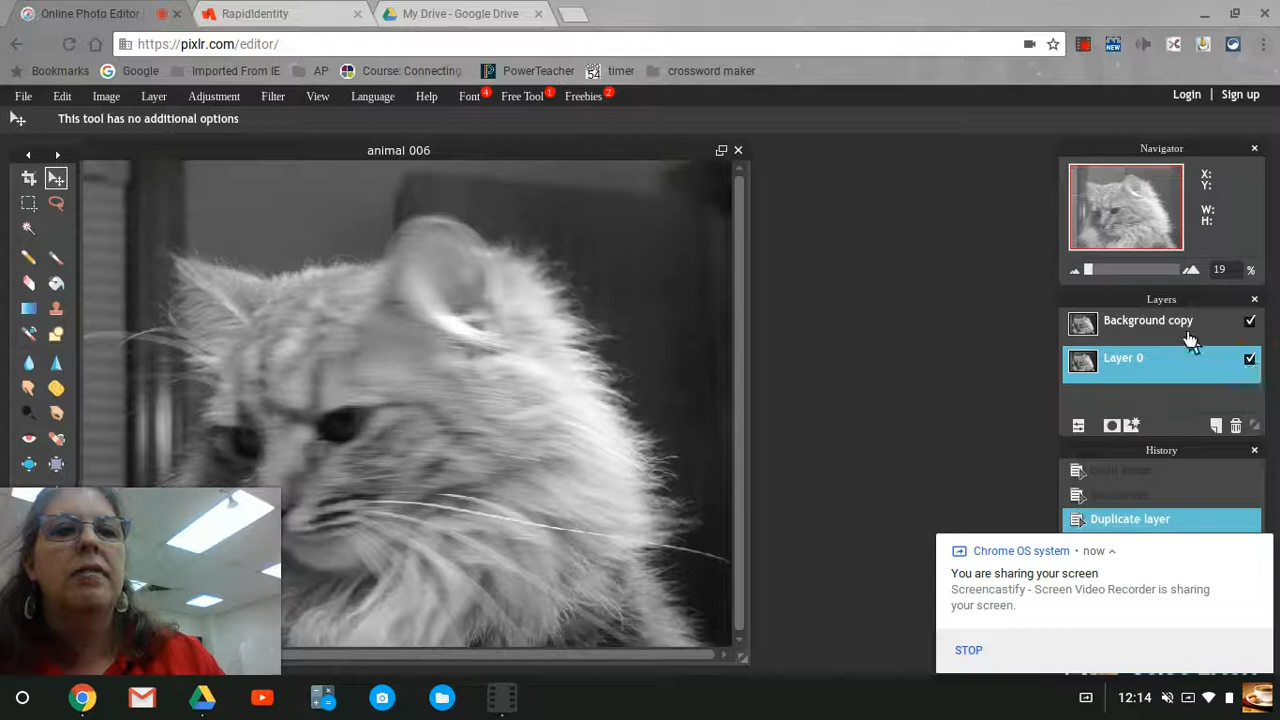 Online Photo Editor
RapidIdentity
My Drive - Google Drive
https://pixlr.com/editor/
Bookmarks
Google
Imported From IE
AP
Course: Connecting
PowerTeacher
timer
crossword maker
NEW
File
Edit
Image
Layer
Adjustment
Filter
View
Language
Help
Font 4
Free Tool 1
Freebies 2
Login | Sign up
This tool has no additional options
animal 006
Navigator
X:
Y:
W:
H:
19 %
Layers
Background copy
Layer 0
History
Duplicate layer
Chrome OS system • now
You are sharing your screen
Screencastify - Screen Video Recorder is sharing
your screen.
STOP
12:14